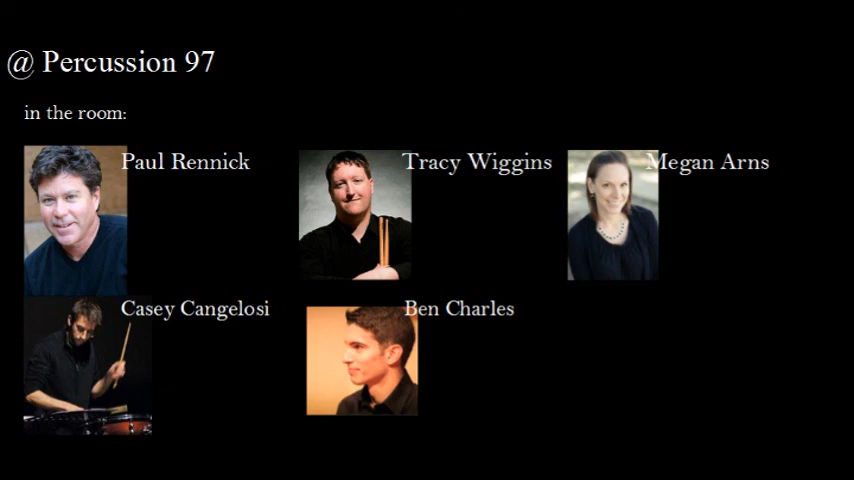 @ Percussion 97
in the room:
Paul Rennick
Tracy Wiggins
Megan Arns
Casey Cangelosi
Ben Charles